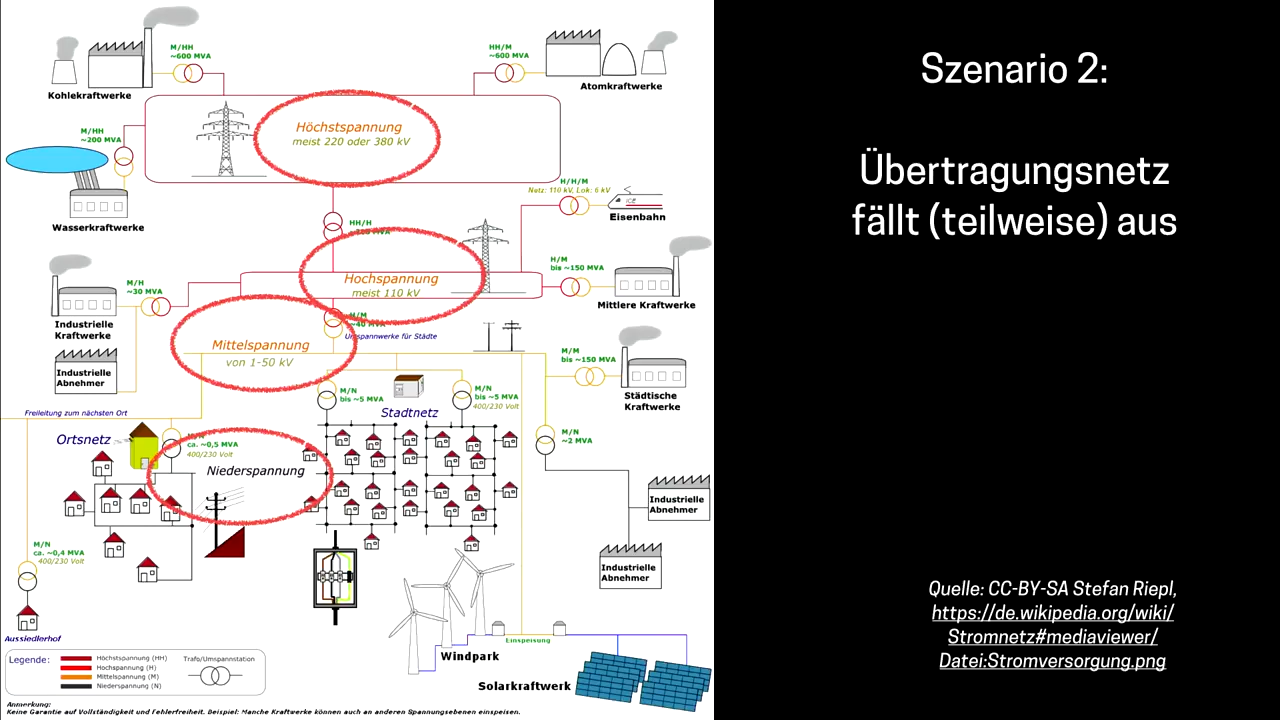 Szenario 2:
Übertragungsnetz
fällt (teilweise) aus
Quelle: CC-BY-SA Stefan Riepl,
https://de.wikipedia.org/wiki/
Stromnetz#mediaviewer/
Datei:Stromversorgung.png
M/HH
~600 MVA
Kohlekraftwerke
HH/M
~600 MVA
Atomkraftwerke
Höchstspannung
meist 220 oder 380 kV
M/HH
~200 MVA
Wasserkraftwerke
H/H/M
Netz: 110 kV, Lok: 6 kV
ICE
Eisenbahn
HH/H
Hochspannung
meist 110 kV
H/M
bis ~150 MVA
Mittlere Kraftwerke
M/H
~30 MVA
Industrielle
Kraftwerke
Industrielle
Abnehmer
M/M
~40 MVA
Umspannwerke für Städte
Mittelspannung
von 1-50 kV
M/M
bis ~150 MVA
Städtische
Kraftwerke
M/N
bis ~5 MVA
M/N
bis ~5 MVA
400/230 Volt
Stadtnetz
Freileitung zum nächsten Ort
Ortsnetz
M/N
ca. ~0,5 MVA
400/230 Volt
Niederspannung
M/N
~2 MVA
Industrielle
Abnehmer
Industrielle
Abnehmer
M/N
ca. ~0,4 MVA
400/230 Volt
Aussiedlerhof
Einspeisung
Windpark
Solarkraftwerk
Legende:
Höchstspannung (HH)
Hochspannung (H)
Mittelspannung (M)
Niederspannung (N)
Trafo/Umspannstation
Anmerkung:
Keine Garantie auf Vollständigkeit und Fehlerfreiheit. Beispiel: Manche Kraftwerke können auch an anderen Spannungsebenen einspeisen.